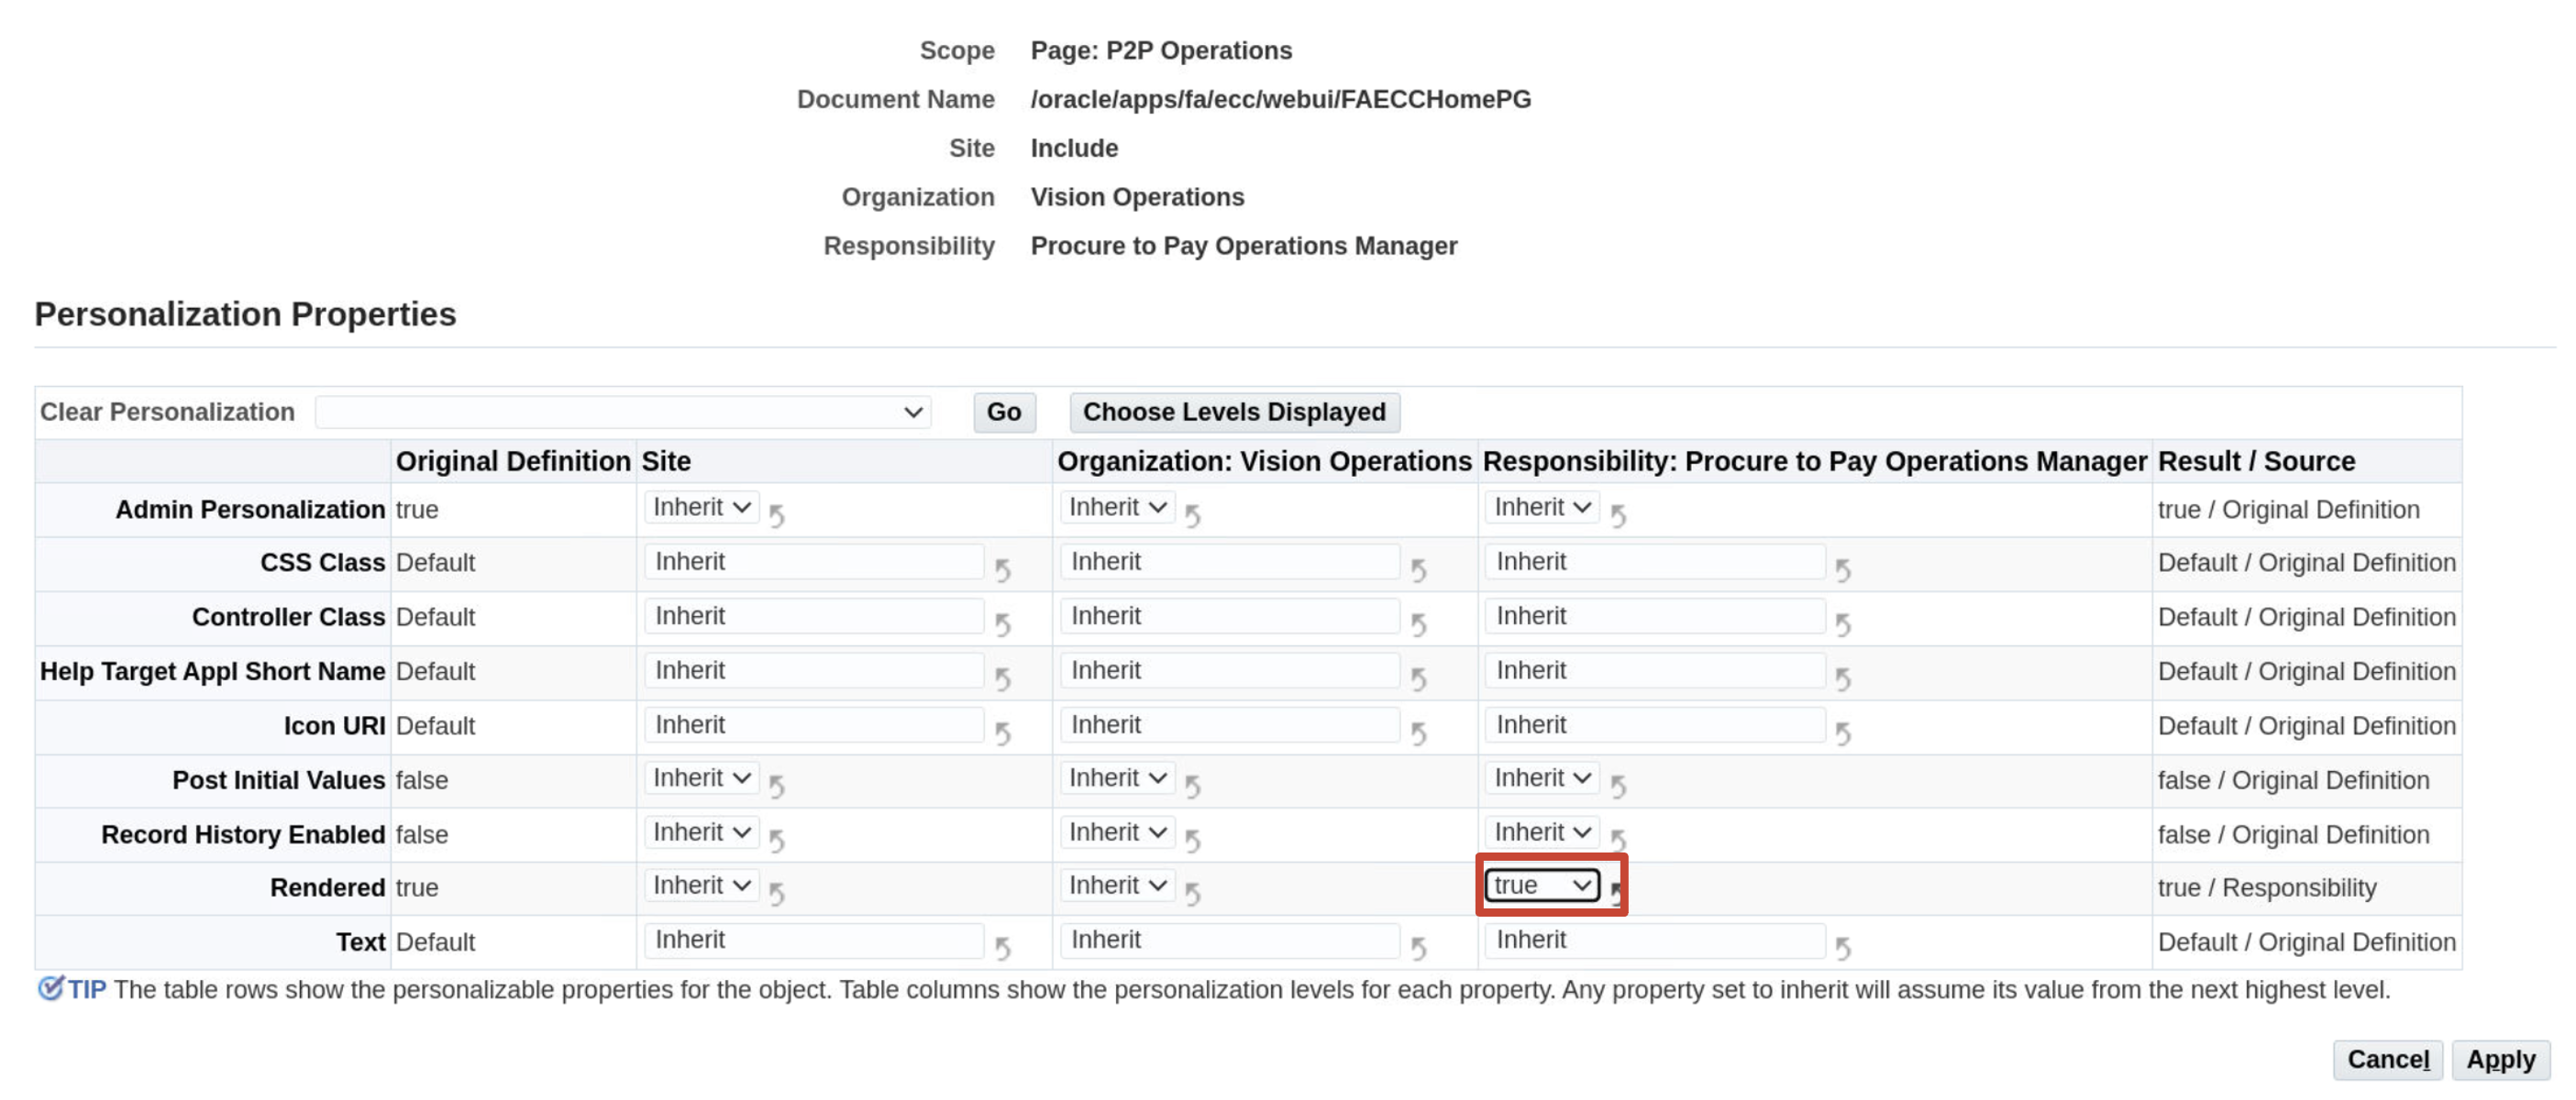 Scope Page: P2P Operations
Document Name /oracle/apps/fa/ecc/webui/FAECCHomePG
Site Include
Organization Vision Operations
Responsibility Procure to Pay Operations Manager
Personalization Properties
Clear Personalization Go Choose Levels Displayed
Original Definition Site Organization: Vision Operations Responsibility: Procure to Pay Operations Manager Result / Source
Admin Personalization true Inherit Inherit Inherit true / Original Definition
CSS Class Default Inherit Inherit Inherit Default / Original Definition
Controller Class Default Inherit Inherit Inherit Default / Original Definition
Help Target Appl Short Name Default Inherit Inherit Inherit Default / Original Definition
Icon URI Default Inherit Inherit Inherit Default / Original Definition
Post Initial Values false Inherit Inherit Inherit false / Original Definition
Record History Enabled false Inherit Inherit Inherit false / Original Definition
Rendered true Inherit Inherit true true / Responsibility
Text Default Inherit Inherit Inherit Default / Original Definition
TIP The table rows show the personalizable properties for the object. Table columns show the personalization levels for each property. Any property set to inherit will assume its value from the next highest level.
Cancel Apply